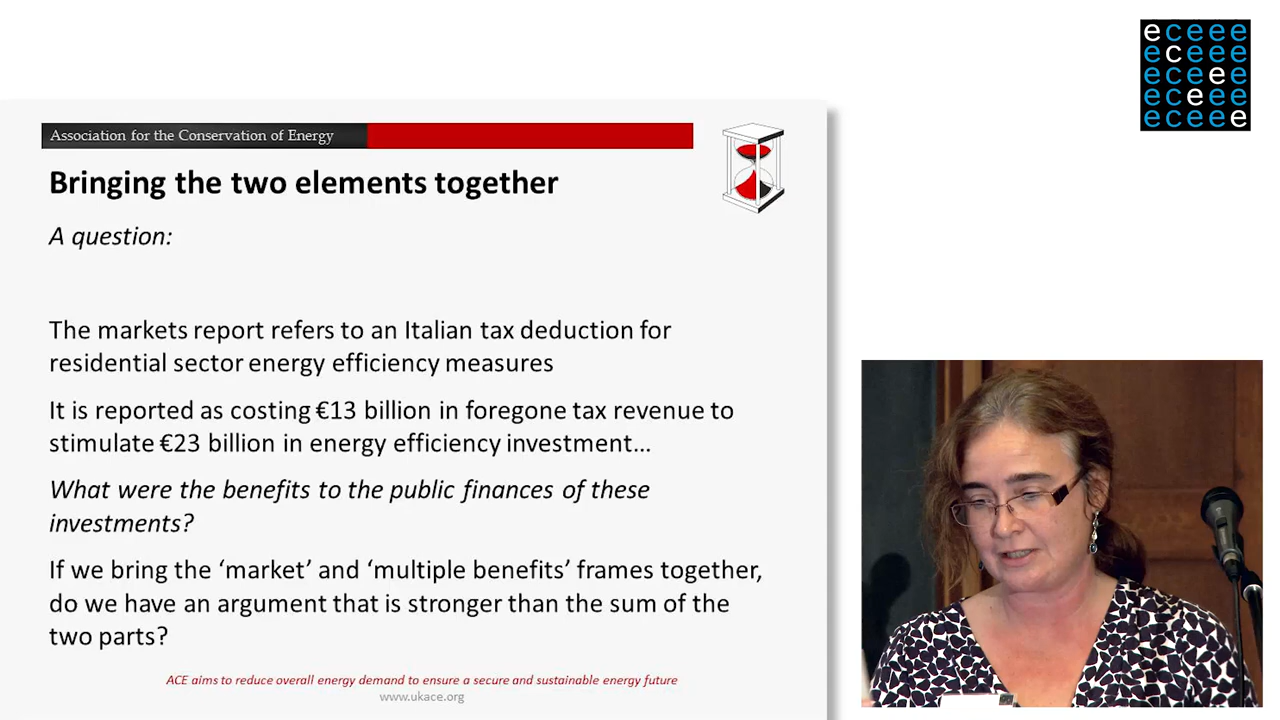 eceee
eceee
eceee
eceee
eceee
Association for the Conservation of Energy
Bringing the two elements together
A question:
The markets report refers to an Italian tax deduction for
residential sector energy efficiency measures
It is reported as costing €13 billion in foregone tax revenue to
stimulate €23 billion in energy efficiency investment...
What were the benefits to the public finances of these
investments?
If we bring the ‘market’ and ‘multiple benefits’ frames together,
do we have an argument that is stronger than the sum of the
two parts?
ACE aims to reduce overall energy demand to ensure a secure and sustainable energy future
www.ukace.org